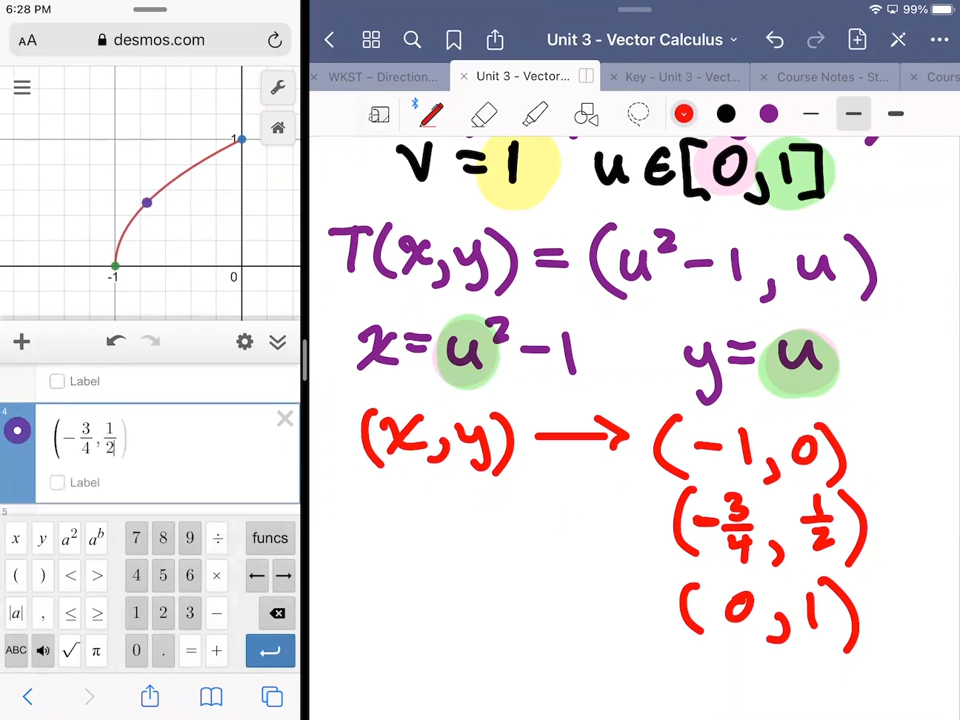 6:28 PM
99%
AA desmos.com
Unit 3 - Vector Calculus
WKST – Direction...
Unit 3 - Vector...
Key - Unit 3 - Vect...
Course Notes - St...
Cours
1
-1 0
Label
4
(-3/4, 1/2)
Label
5
x y a² aᵇ 7 8 9 ÷ funcs
( ) < > 4 5 6 × ← →
|a| , ≤ ≥ 1 2 3 −
ABC √ π 0 . = +
V = 1 u ∈ [0, 1]
T(x, y) = (u² - 1, u)
x = u² - 1 y = u
(x, y) → (-1, 0)
(-3/4, 1/2)
(0, 1)